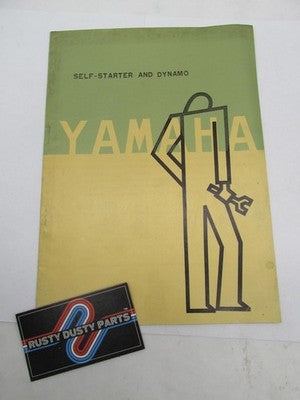 SELF-STARTER AND DYNAMO
YAMAHA
RUSTY DUSTY PARTS